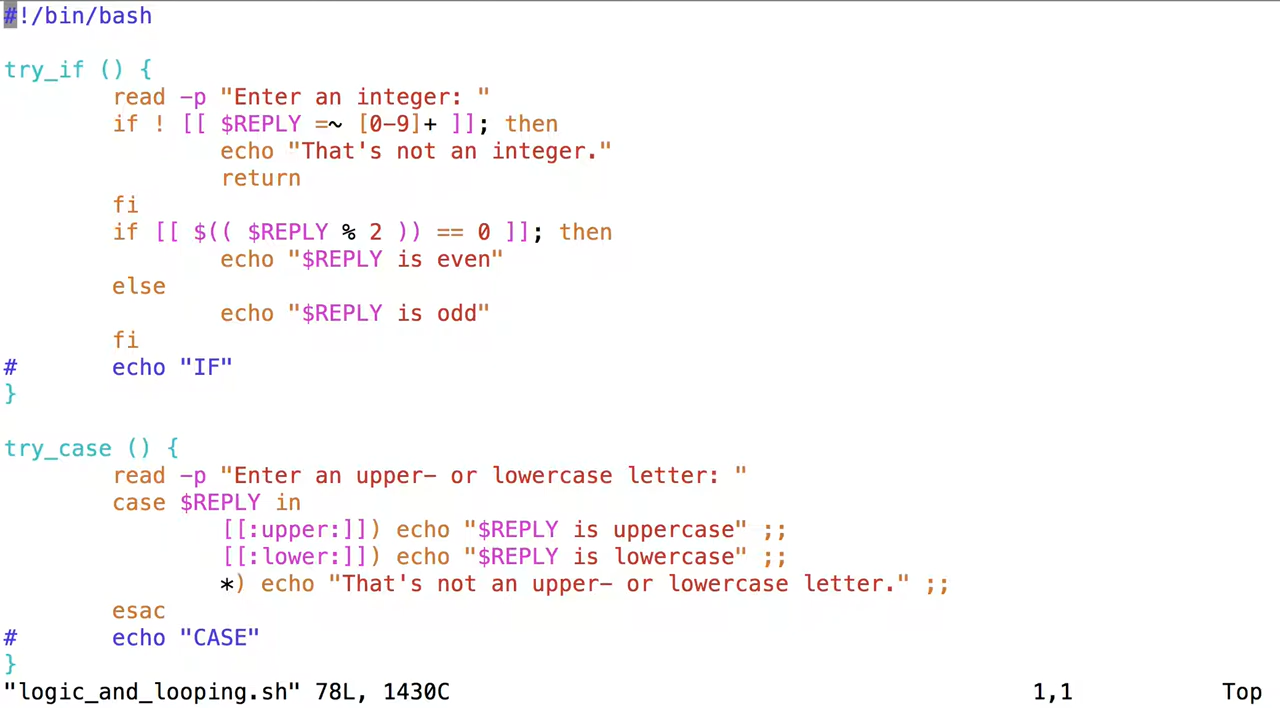 #!/bin/bash

try_if () {
        read -p "Enter an integer: "
        if ! [[ $REPLY =~ [0-9]+ ]]; then
                echo "That's not an integer."
                return
        fi
        if [[ $(( $REPLY % 2 )) == 0 ]]; then
                echo "$REPLY is even"
        else
                echo "$REPLY is odd"
        fi
#       echo "IF"
}

try_case () {
        read -p "Enter an upper- or lowercase letter: "
        case $REPLY in
                [[:upper:]]) echo "$REPLY is uppercase" ;;
                [[:lower:]]) echo "$REPLY is lowercase" ;;
                *) echo "That's not an upper- or lowercase letter." ;;
        esac
#       echo "CASE"
}
"logic_and_looping.sh" 78L, 1430C 1,1 Top